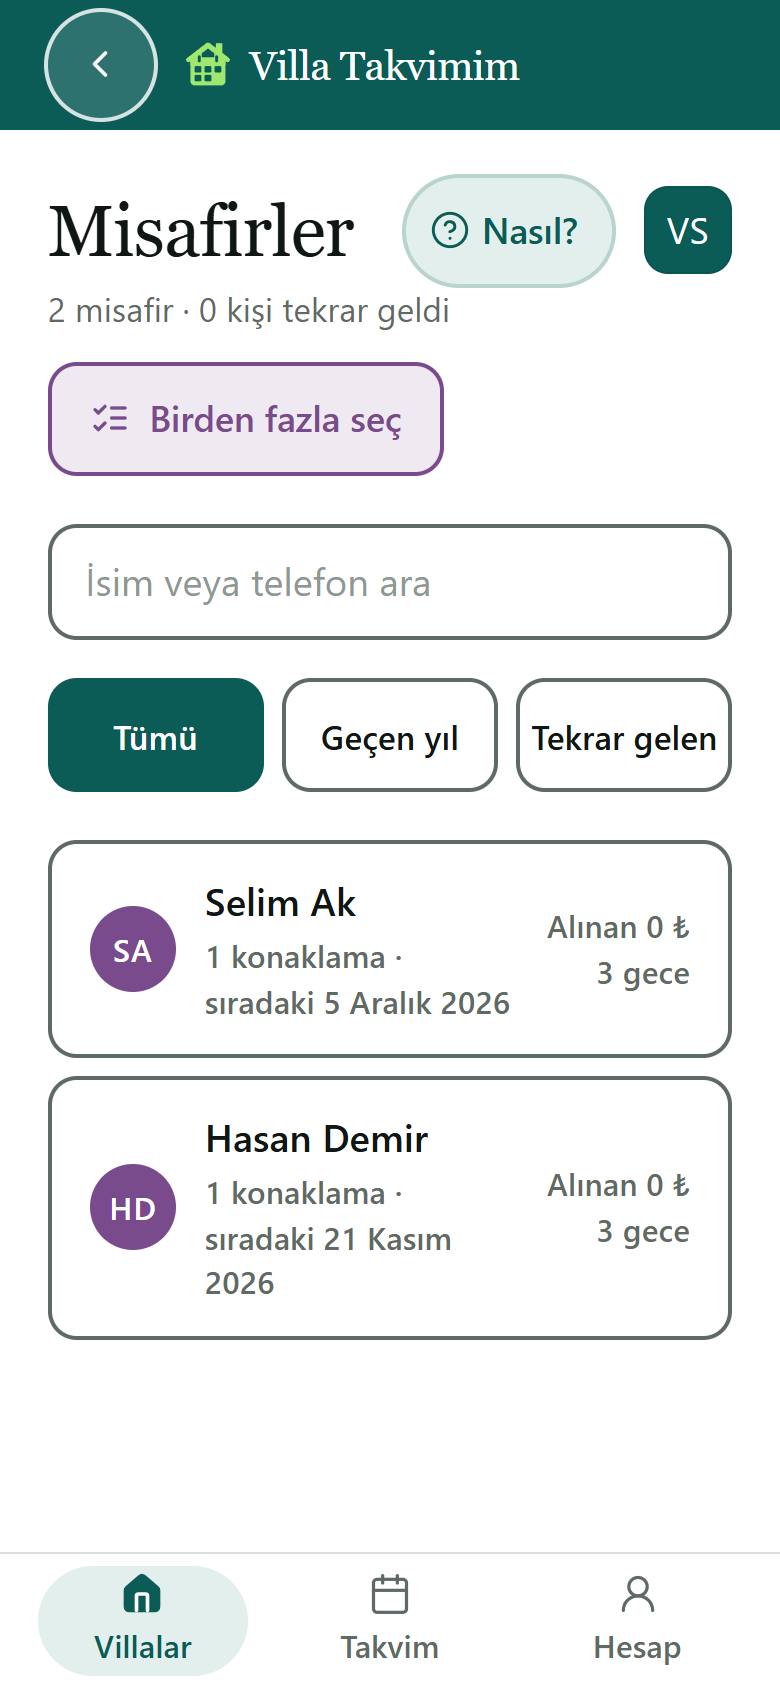 Villa Takvimim
Misafirler
Nasıl?
VS
2 misafir · 0 kişi tekrar geldi
Birden fazla seç
İsim veya telefon ara
Tümü
Geçen yıl
Tekrar gelen
SA
Selim Ak
1 konaklama ·
sıradaki 5 Aralık 2026
Alınan 0 ₺
3 gece
HD
Hasan Demir
1 konaklama ·
sıradaki 21 Kasım
2026
Alınan 0 ₺
3 gece
Villalar
Takvim
Hesap